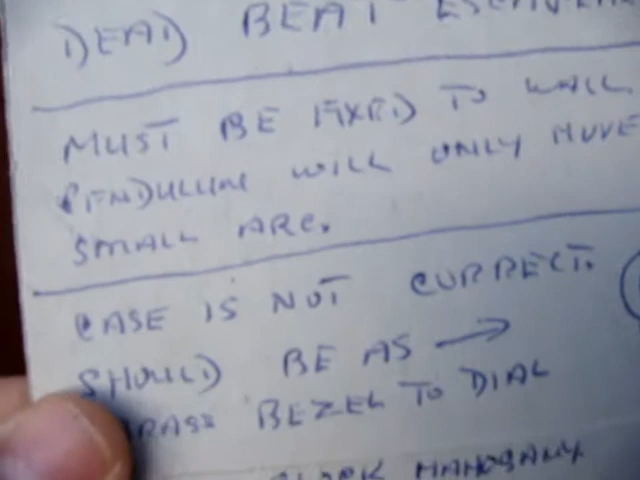 DEAD BEAT
MUST BE FIXED TO WALL.
PENDULUM WILL ONLY MOVE
SMALL ARC.
CASE IS NOT CORRECT.
SHOULD BE AS →
BRASS BEZEL TO DIAL
MAHOGANY